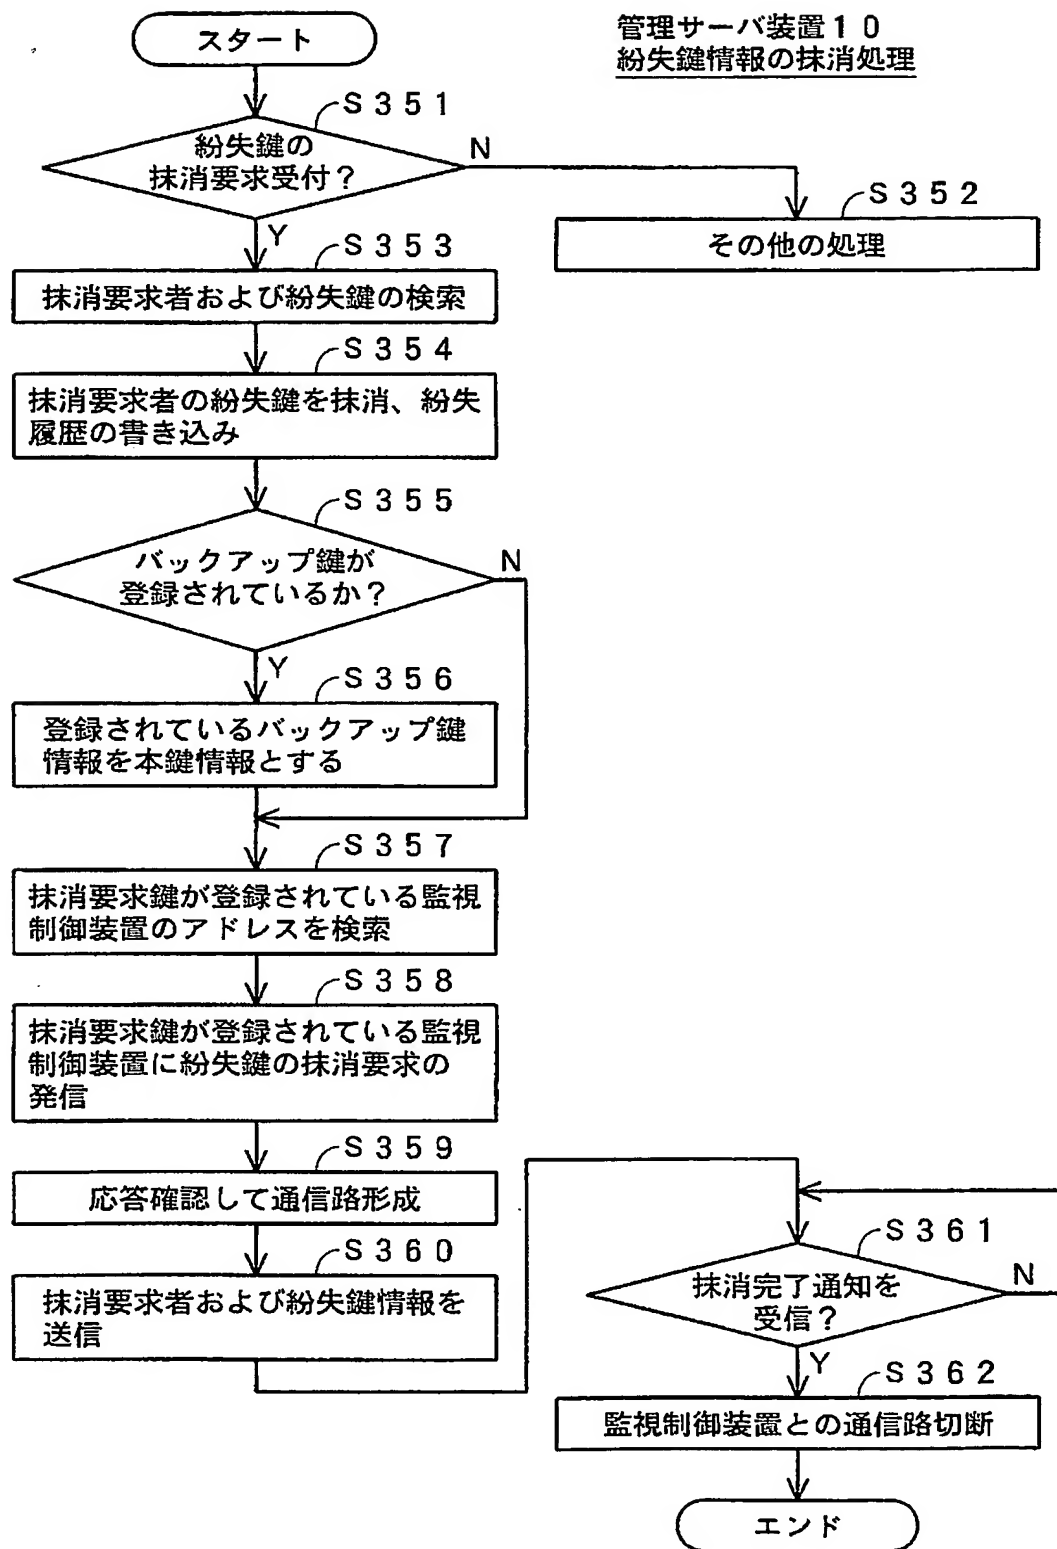 管理サーバ装置１０
紛失鍵情報の抹消処理
スタート
Ｓ３５１
紛失鍵の
抹消要求受付？
N
Ｓ３５２
その他の処理
Y
Ｓ３５３
抹消要求者および紛失鍵の検索
Ｓ３５４
抹消要求者の紛失鍵を抹消、紛失
履歴の書き込み
Ｓ３５５
バックアップ鍵が
登録されているか？
N
Y
Ｓ３５６
登録されているバックアップ鍵
情報を本鍵情報とする
Ｓ３５７
抹消要求鍵が登録されている監視
制御装置のアドレスを検索
Ｓ３５８
抹消要求鍵が登録されている監視
制御装置に紛失鍵の抹消要求の
発信
Ｓ３５９
応答確認して通信路形成
Ｓ３６０
抹消要求者および紛失鍵情報を
送信
Ｓ３６１
抹消完了通知を
受信？
N
Y
Ｓ３６２
監視制御装置との通信路切断
エンド